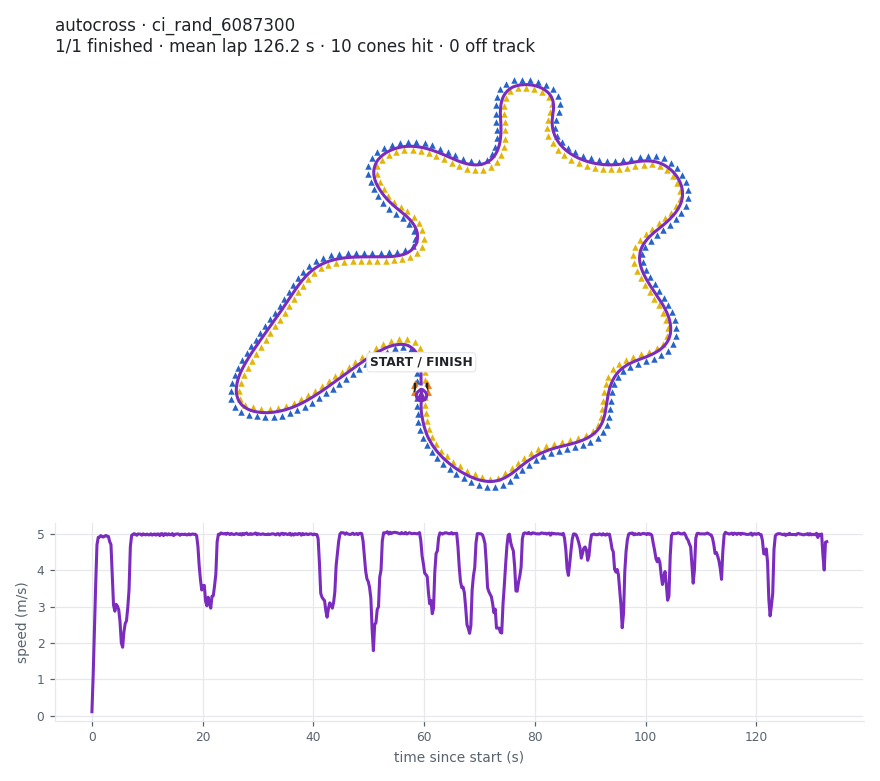 autocross · ci_rand_6087300
1/1 finished · mean lap 126.2 s · 10 cones hit · 0 off track
START / FINISH
5
4
3
2
1
0
speed (m/s)
0 20 40 60 80 100 120
time since start (s)